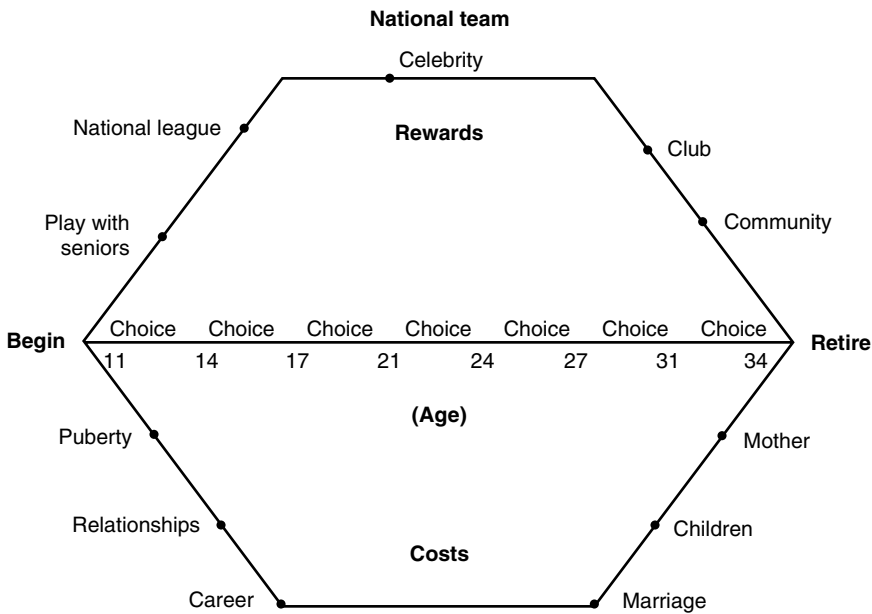 National team
Celebrity
National league
Rewards
Club
Play with
seniors
Community
Begin
Choice Choice Choice Choice Choice Choice Choice
Retire
11 14 17 21 24 27 31 34
(Age)
Puberty
Mother
Relationships
Children
Costs
Career
Marriage